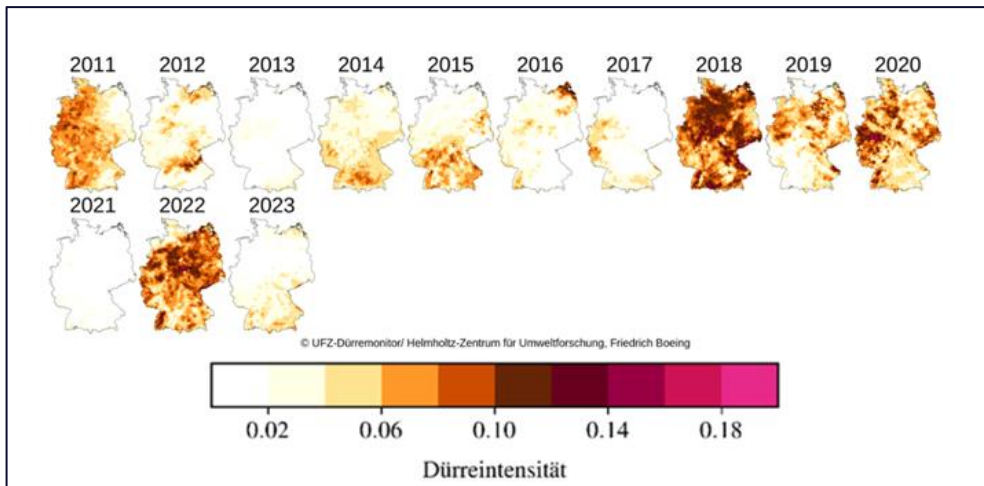 2011 2012 2013 2014 2015 2016 2017 2018 2019 2020
2021 2022 2023
© UFZ-Dürremonitor/ Helmholtz-Zentrum für Umweltforschung, Friedrich Boeing
0.02 0.06 0.10 0.14 0.18
Dürreintensität